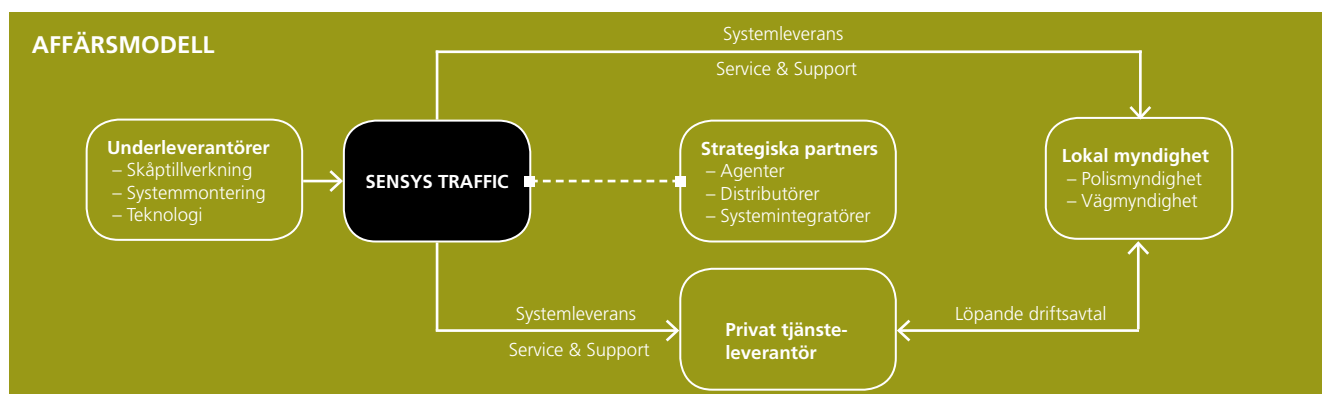 AFFÄRSMODELL
Systemleverans
Service & Support
Underleverantörer
– Skåptillverkning
– Systemmontering
– Teknologi
SENSYS TRAFFIC
Strategiska partners
– Agenter
– Distributörer
– Systemintegratörer
Lokal myndighet
– Polismyndighet
– Vägmyndighet
Systemleverans
Service & Support
Privat tjänste-
leverantör
Löpande driftsavtal